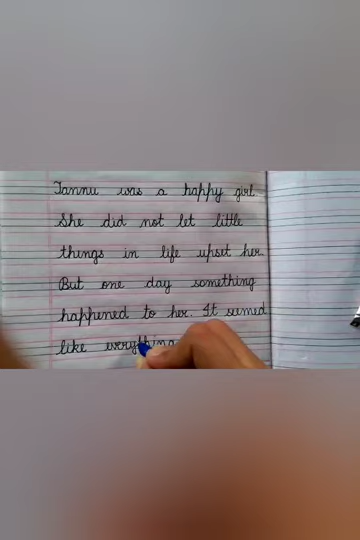 Tannu was a happy girl.
She did not let little
things in life upset her.
But one day something
happened to her. It seemed
like everything